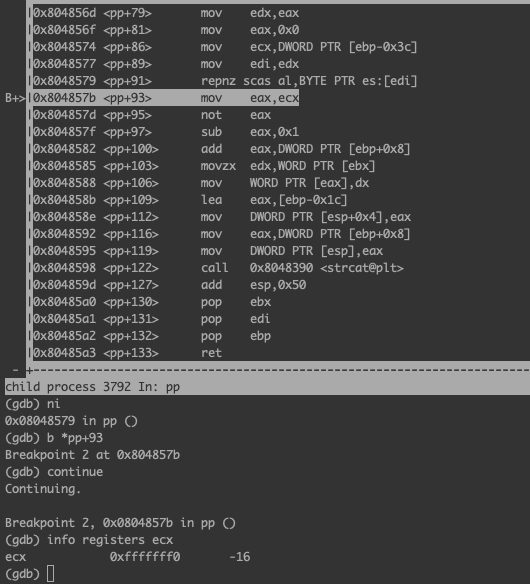 |0x804856d <pp+79> mov edx,eax
|0x804856f <pp+81> mov eax,0x0
|0x8048574 <pp+86> mov ecx,DWORD PTR [ebp-0x3c]
|0x8048577 <pp+89> mov edi,edx
|0x8048579 <pp+91> repnz scas al,BYTE PTR es:[edi]
B+>|0x804857b <pp+93> mov eax,ecx
|0x804857d <pp+95> not eax
|0x804857f <pp+97> sub eax,0x1
|0x8048582 <pp+100> add eax,DWORD PTR [ebp+0x8]
|0x8048585 <pp+103> movzx edx,WORD PTR [ebx]
|0x8048588 <pp+106> mov WORD PTR [eax],dx
|0x804858b <pp+109> lea eax,[ebp-0x1c]
|0x804858e <pp+112> mov DWORD PTR [esp+0x4],eax
|0x8048592 <pp+116> mov eax,DWORD PTR [ebp+0x8]
|0x8048595 <pp+119> mov DWORD PTR [esp],eax
|0x8048598 <pp+122> call 0x8048390 <strcat@plt>
|0x804859d <pp+127> add esp,0x50
|0x80485a0 <pp+130> pop ebx
|0x80485a1 <pp+131> pop edi
|0x80485a2 <pp+132> pop ebp
|0x80485a3 <pp+133> ret
child process 3792 In: pp
(gdb) ni
0x08048579 in pp ()
(gdb) b *pp+93
Breakpoint 2 at 0x804857b
(gdb) continue
Continuing.
Breakpoint 2, 0x0804857b in pp ()
(gdb) info registers ecx
ecx 0xfffffff0 -16
(gdb)